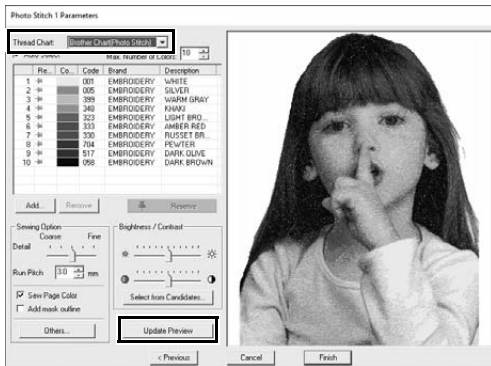 Photo Stitch 1 Parameters
Thread Chart: Brother Chart(Photo Stitch)
Auto Select Max. Number of Colors: 10
Re... Co... Code Brand Description
1 001 EMBROIDERY WHITE
2 005 EMBROIDERY SILVER
3 399 EMBROIDERY WARM GRAY
4 348 EMBROIDERY KHAKI
5 323 EMBROIDERY LIGHT BRO...
6 333 EMBROIDERY AMBER RED
7 330 EMBROIDERY RUSSET BR...
8 704 EMBROIDERY PEWTER
9 517 EMBROIDERY DARK OLIVE
10 058 EMBROIDERY DARK BROWN
Add... Remove Reserve
Sewing Option Brightness / Contrast
Coarse Fine
Detail
Run Pitch 3.0 mm
Sew Page Color Select from Candidates...
Add mask outline
Others... Update Preview
< Previous Cancel Finish